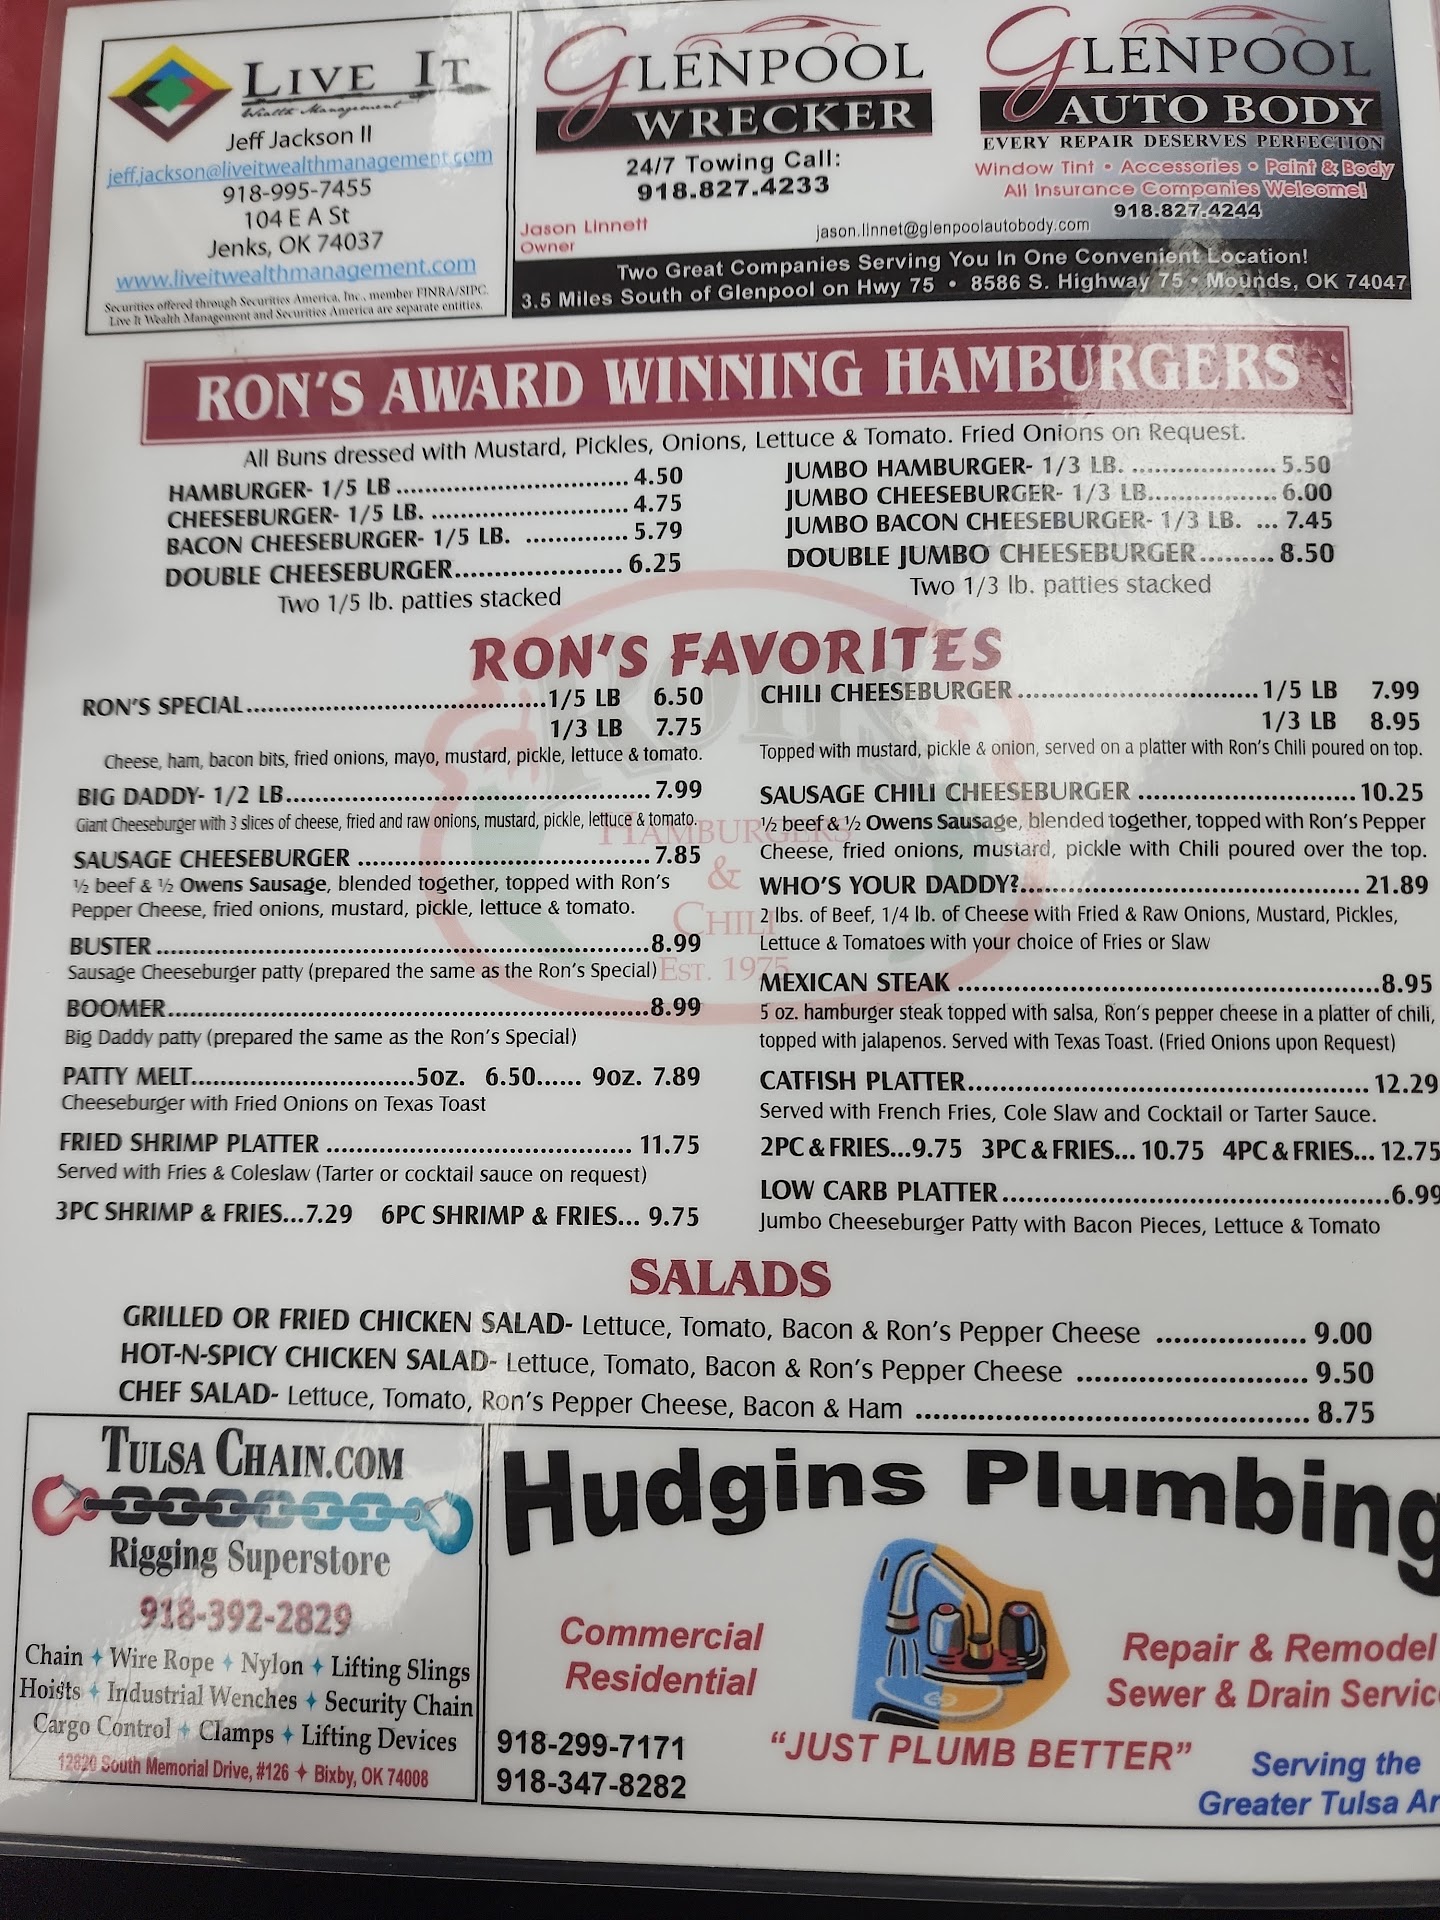 LIVE IT
Wealth Management
Jeff Jackson II
jeff.jackson@liveitwealthmanagement.com
918-995-7455
104 E A St
Jenks, OK 74037
www.liveitwealthmanagement.com
Securities offered through Securities America, Inc., member FINRA/SIPC.
Live It Wealth Management and Securities America are separate entities.
GLENPOOL
WRECKER
24/7 Towing Call:
918.827.4233
Jason Linnett
Owner
GLENPOOL
AUTO BODY
EVERY REPAIR DESERVES PERFECTION
Window Tint • Accessories • Paint & Body
All Insurance Companies Welcome!
918.827.4244
jason.linnet@glenpoolautobody.com
Two Great Companies Serving You In One Convenient Location!
3.5 Miles South of Glenpool on Hwy 75 • 8586 S. Highway 75 • Mounds, OK 74047
RON'S AWARD WINNING HAMBURGERS
All Buns dressed with Mustard, Pickles, Onions, Lettuce & Tomato. Fried Onions on Request.
HAMBURGER- 1/5 LB ............................. 4.50
CHEESEBURGER- 1/5 LB. ......................... 4.75
BACON CHEESEBURGER- 1/5 LB. ............. 5.79
DOUBLE CHEESEBURGER...................... 6.25
Two 1/5 lb. patties stacked
JUMBO HAMBURGER- 1/3 LB. .................. 5.50
JUMBO CHEESEBURGER- 1/3 LB................. 6.00
JUMBO BACON CHEESEBURGER- 1/3 LB. ... 7.45
DOUBLE JUMBO CHEESEBURGER......... 8.50
Two 1/3 lb. patties stacked
RON'S FAVORITES
RON'S SPECIAL.......................................1/5 LB 6.50
1/3 LB 7.75
Cheese, ham, bacon bits, fried onions, mayo, mustard, pickle, lettuce & tomato.
BIG DADDY- 1/2 LB................................................7.99
Giant Cheeseburger with 3 slices of cheese, fried and raw onions, mustard, pickle, lettuce & tomato.
SAUSAGE CHEESEBURGER ......................................7.85
½ beef & ½ Owens Sausage, blended together, topped with Ron's
Pepper Cheese, fried onions, mustard, pickle, lettuce & tomato.
BUSTER ................................................................8.99
Sausage Cheeseburger patty (prepared the same as the Ron's Special)
BOOMER...............................................................8.99
Big Daddy patty (prepared the same as the Ron's Special)
PATTY MELT.............................5oz. 6.50...... 9oz. 7.89
Cheeseburger with Fried Onions on Texas Toast
FRIED SHRIMP PLATTER ........................................ 11.75
Served with Fries & Coleslaw (Tarter or cocktail sauce on request)
3PC SHRIMP & FRIES...7.29 6PC SHRIMP & FRIES... 9.75
CHILI CHEESEBURGER...............................1/5 LB 7.99
1/3 LB 8.95
Topped with mustard, pickle & onion, served on a platter with Ron's Chili poured on top.
SAUSAGE CHILI CHEESEBURGER ............................ 10.25
½ beef & ½ Owens Sausage, blended together, topped with Ron's Pepper
Cheese, fried onions, mustard, pickle with Chili poured over the top.
WHO'S YOUR DADDY?............................................ 21.89
2 lbs. of Beef, 1/4 lb. of Cheese with Fried & Raw Onions, Mustard, Pickles,
Lettuce & Tomatoes with your choice of Fries or Slaw
MEXICAN STEAK .......................................................8.95
5 oz. hamburger steak topped with salsa, Ron's pepper cheese in a platter of chili,
topped with jalapenos. Served with Texas Toast. (Fried Onions upon Request)
CATFISH PLATTER.................................................... 12.29
Served with French Fries, Cole Slaw and Cocktail or Tarter Sauce.
2PC & FRIES...9.75 3PC & FRIES... 10.75 4PC & FRIES... 12.75
LOW CARB PLATTER..................................................6.99
Jumbo Cheeseburger Patty with Bacon Pieces, Lettuce & Tomato
RON'S
HAMBURGERS
&
CHILI
EST. 1975
SALADS
GRILLED OR FRIED CHICKEN SALAD- Lettuce, Tomato, Bacon & Ron's Pepper Cheese ................. 9.00
HOT-N-SPICY CHICKEN SALAD- Lettuce, Tomato, Bacon & Ron's Pepper Cheese .......................... 9.50
CHEF SALAD- Lettuce, Tomato, Ron's Pepper Cheese, Bacon & Ham ............................................. 8.75
TULSA CHAIN.COM
Rigging Superstore
918-392-2829
Chain ✦ Wire Rope ✦ Nylon ✦ Lifting Slings
Hoists ✦ Industrial Wenches ✦ Security Chain
Cargo Control ✦ Clamps ✦ Lifting Devices
12820 South Memorial Drive, #126 ✦ Bixby, OK 74008
Hudgins Plumbing
Commercial
Residential
918-299-7171
918-347-8282
"JUST PLUMB BETTER"
Repair & Remodel
Sewer & Drain Servic
Serving the
Greater Tulsa Ar